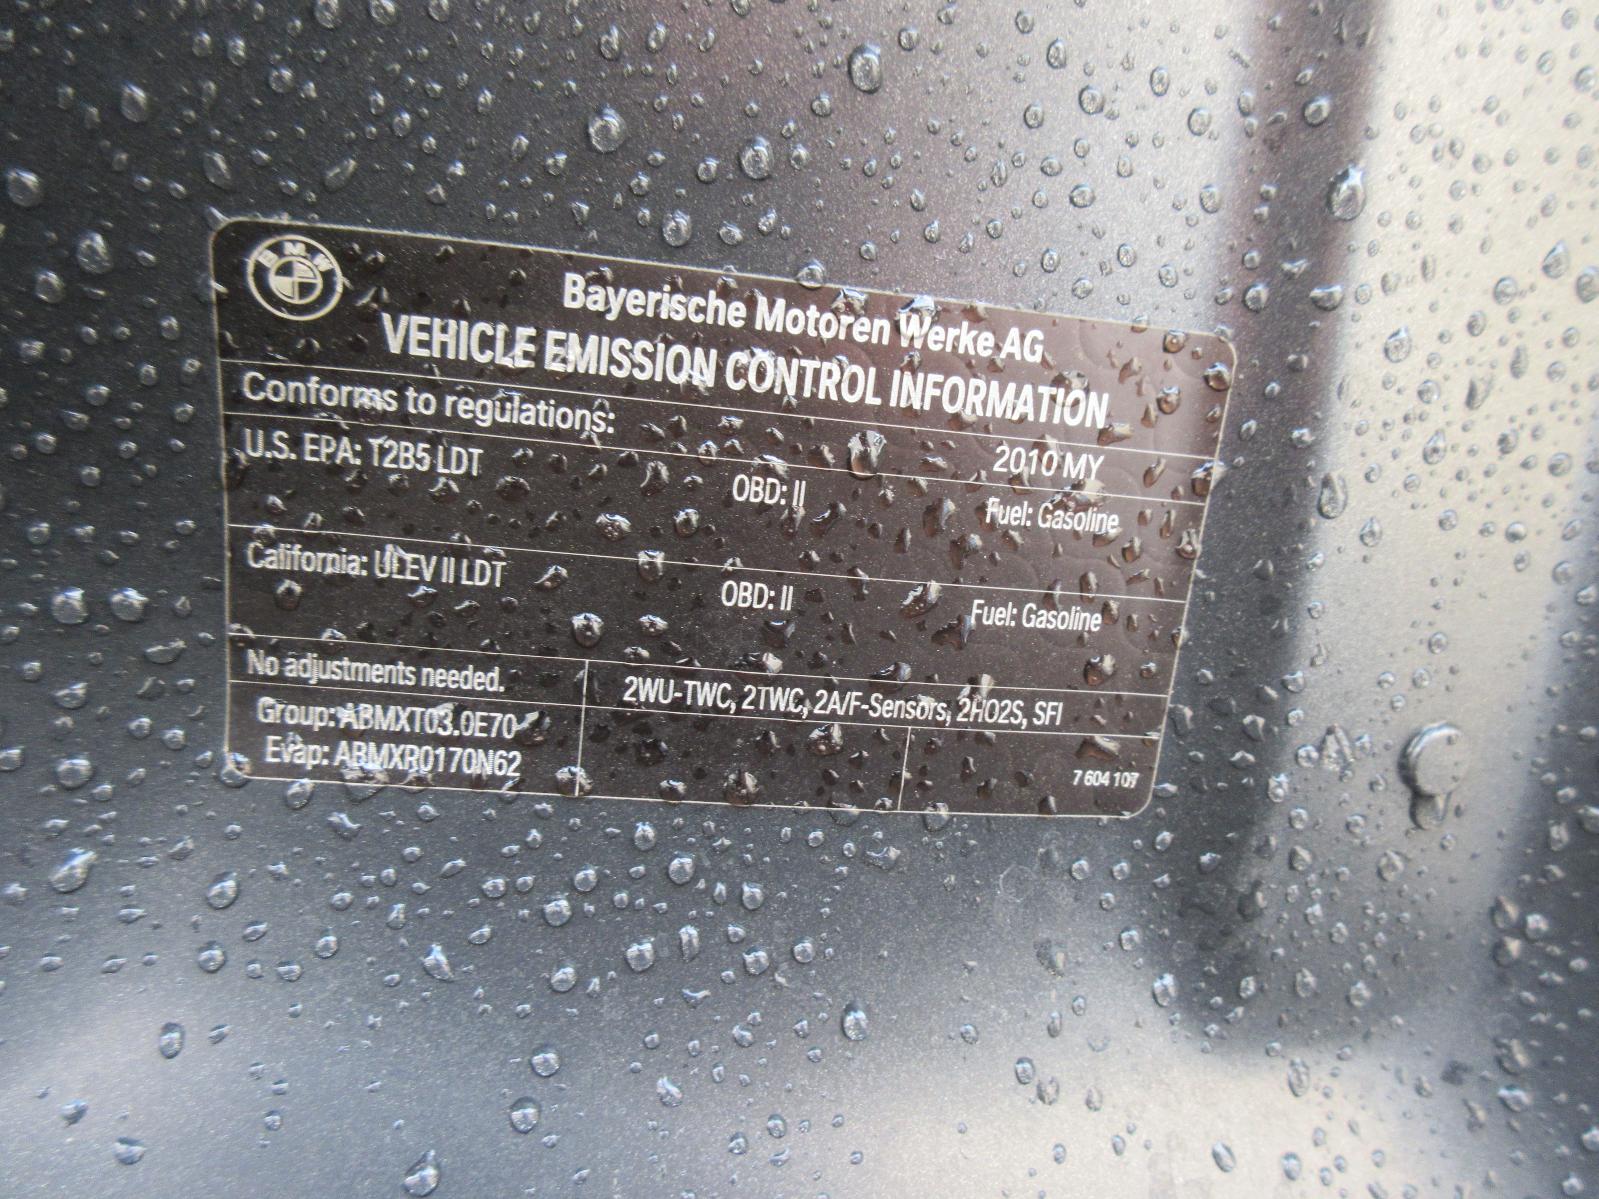 BMW
Bayerische Motoren Werke AG
VEHICLE EMISSION CONTROL INFORMATION
Conforms to regulations: 2010 MY
U.S. EPA: T2B5 LDT OBD: II Fuel: Gasoline
California: ULEV II LDT OBD: II Fuel: Gasoline
No adjustments needed. 2WU-TWC, 2TWC, 2A/F-Sensors, 2HO2S, SFI
Group: ABMXT03.0E70
Evap: ABMXR0170N62 7 604 107